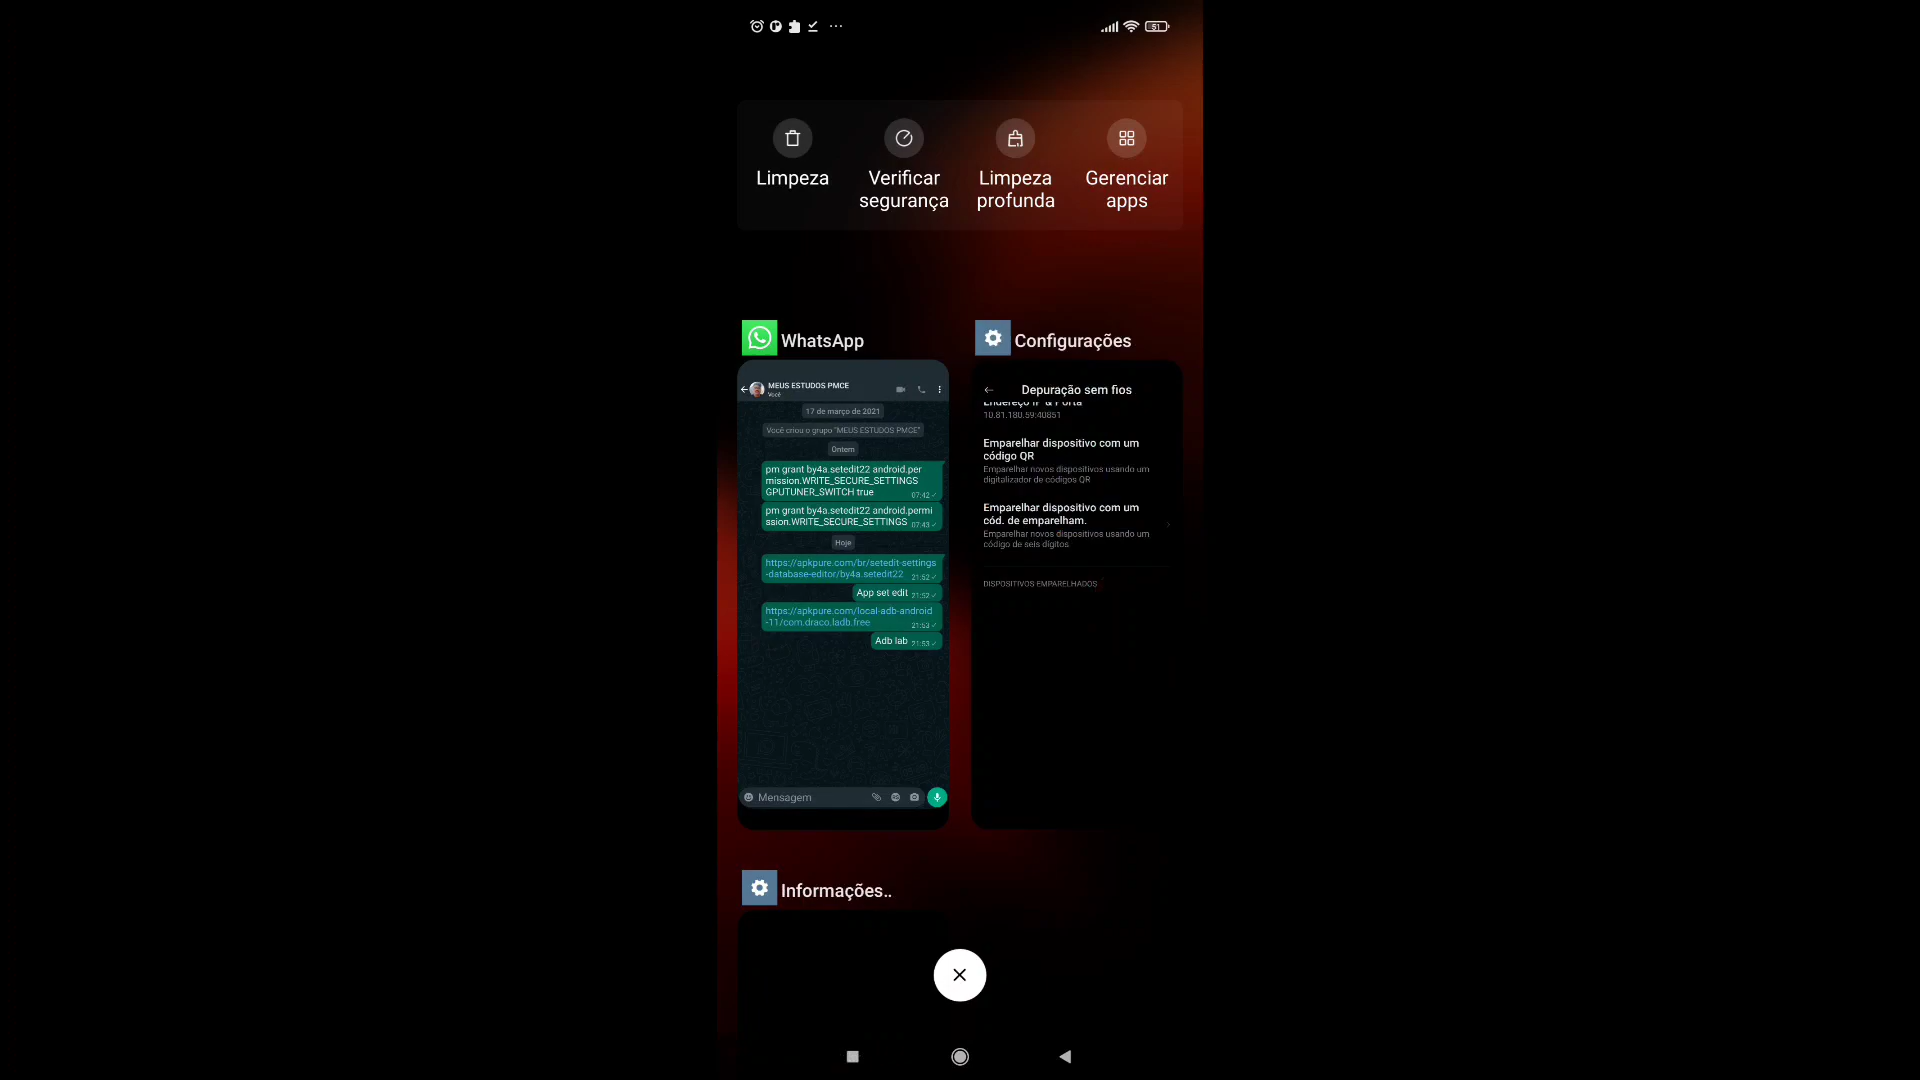 51
Limpeza
Verificar
segurança
Limpeza
profunda
Gerenciar
apps
WhatsApp
MEUS ESTUDOS PMCE
Você
17 de março de 2021
Você criou o grupo "MEUS ESTUDOS PMCE"
Ontem
pm grant by4a.setedit22 android.per
mission.WRITE_SECURE_SETTINGS
GPUTUNER_SWITCH true 07:42
pm grant by4a.setedit22 android.permi
ssion.WRITE_SECURE_SETTINGS 07:43
Hoje
https://apkpure.com/br/setedit-settings
-database-editor/by4a.setedit22 21:52
App set edit 21:52
https://apkpure.com/local-adb-android
-11/com.draco.ladb.free 21:53
Adb lab 21:53
Mensagem
Configurações
Depuração sem fios
Endereço IP & Porta
10.81.180.59:40851
Emparelhar dispositivo com um
código QR
Emparelhar novos dispositivos usando um
digitalizador de códigos QR
Emparelhar dispositivo com um
cód. de emparelham.
Emparelhar novos dispositivos usando um
código de seis dígitos
DISPOSITIVOS EMPARELHADOS
Informações..